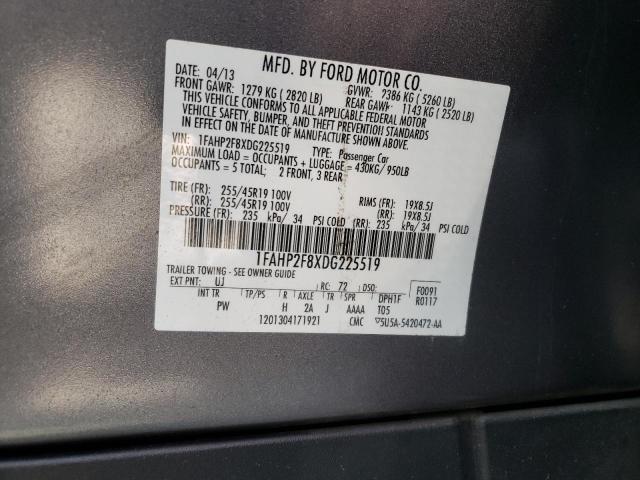 MFD. BY FORD MOTOR CO.
DATE: 04/13 GVWR: 2386 KG (5260 LB)
FRONT GAWR: 1279 KG (2820 LB) REAR GAWR: 1143 KG (2520 LB)
THIS VEHICLE CONFORMS TO ALL APPLICABLE FEDERAL MOTOR
VEHICLE SAFETY, BUMPER, AND THEFT PREVENTION STANDARDS
IN EFFECT ON THE DATE OF MANUFACTURE SHOWN ABOVE.
VIN: 1FAHP2F8XDG225519 TYPE: Passenger Car
MAXIMUM LOAD = OCCUPANTS + LUGGAGE = 430KG/ 950LB
OCCUPANTS = 5 TOTAL: 2 FRONT, 3 REAR
TIRE (FR): 255/45R19 100V RIMS (FR): 19X8.5J
(RR): 255/45R19 100V (RR): 19X8.5J
PRESSURE (FR): 235 kPa/ 34 PSI COLD (RR): 235 kPa/34 PSI COLD
1FAHP2F8XDG225519
TRAILER TOWING - SEE OWNER GUIDE
EXT PNT: UJ RC: 72 DSO: F0091
INT TR TP/PS R AXLE TR SPR DPH1F R0117
PW H 2A J AAAA T05
1201304171921 CMC 5U5A-5420472-AA